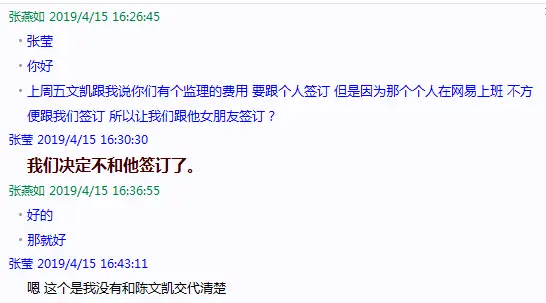 张燕如 2019/4/15 16:26:45
• 张莹
• 你好
• 上周五文凯跟我说你们有个监理的费用 要跟个人签订 但是因为那个个人在网易上班 不方
便跟我们签订 所以让我们跟他女朋友签订？
张莹 2019/4/15 16:30:30
我们决定不和他签订了。
张燕如 2019/4/15 16:36:55
• 好的
• 那就好
张莹 2019/4/15 16:43:11
嗯 这个是我没有和陈文凯交代清楚